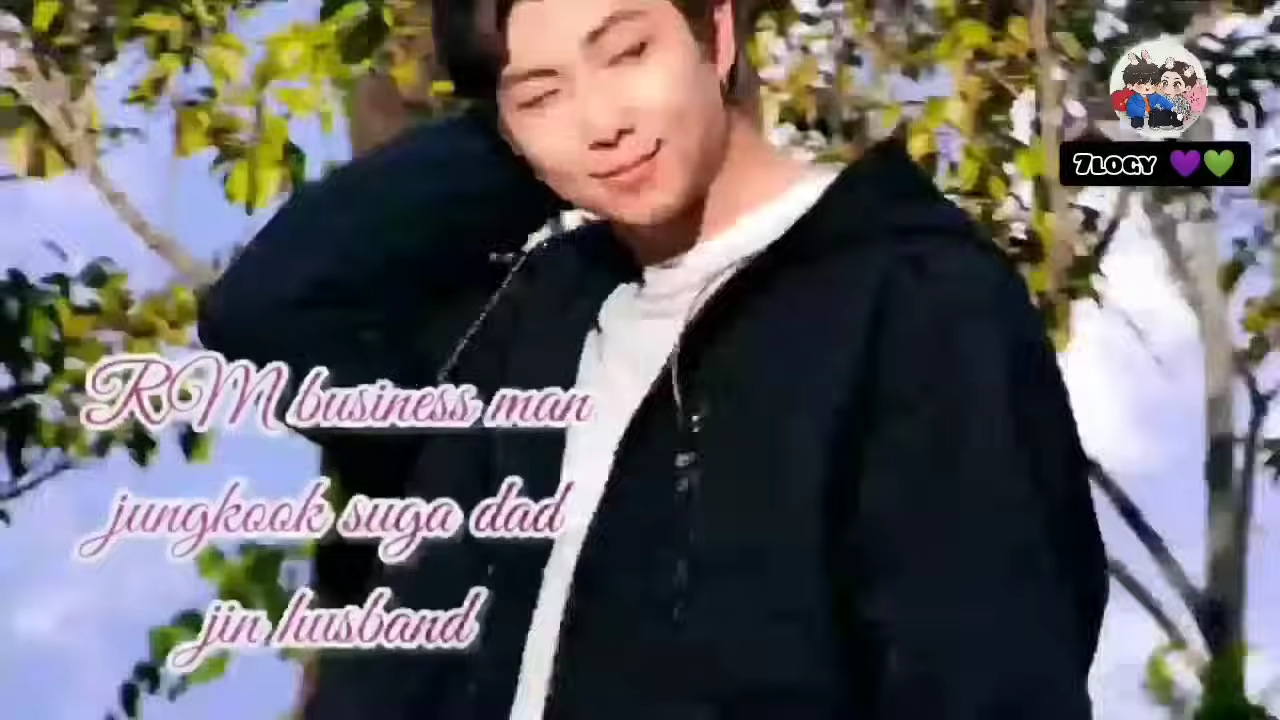 7LOGY 💜💚
RM business man
jungkook suga dad
jin husband